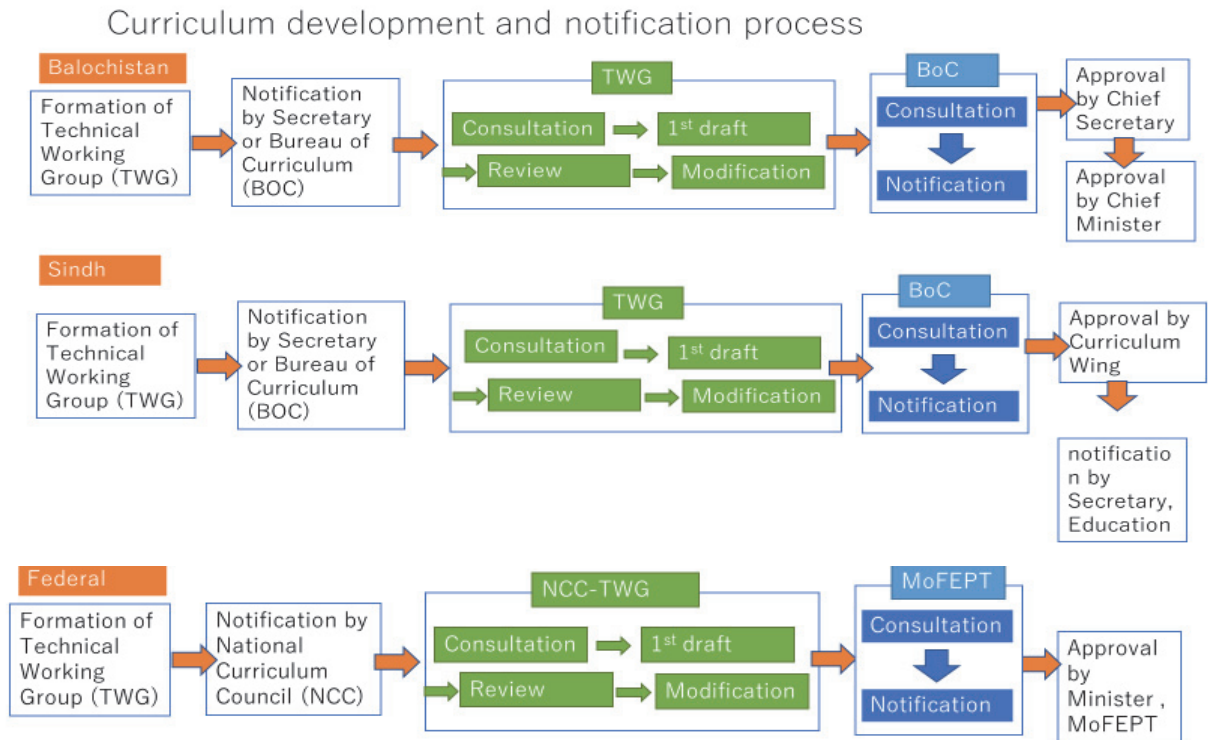 Curriculum development and notification process
Balochistan
Formation of
Technical
Working
Group (TWG)
Notification
by Secretary
or Bureau of
Curriculum
(BOC)
TWG
Consultation
1st draft
Review
Modification
BoC
Consultation
Notification
Approval
by Chief
Secretary
Approval
by Chief
Minister
Sindh
Formation of
Technical
Working
Group (TWG)
Notification
by Secretary
or Bureau of
Curriculum
(BOC)
TWG
Consultation
1st draft
Review
Modification
BoC
Consultation
Notification
Approval by
Curriculum
Wing
notificatio
n by
Secretary,
Education
Federal
Formation of
Technical
Working
Group (TWG)
Notification by
National
Curriculum
Council (NCC)
NCC-TWG
Consultation
1st draft
Review
Modification
MoFEPT
Consultation
Notification
Approval
by
Minister ,
MoFEPT